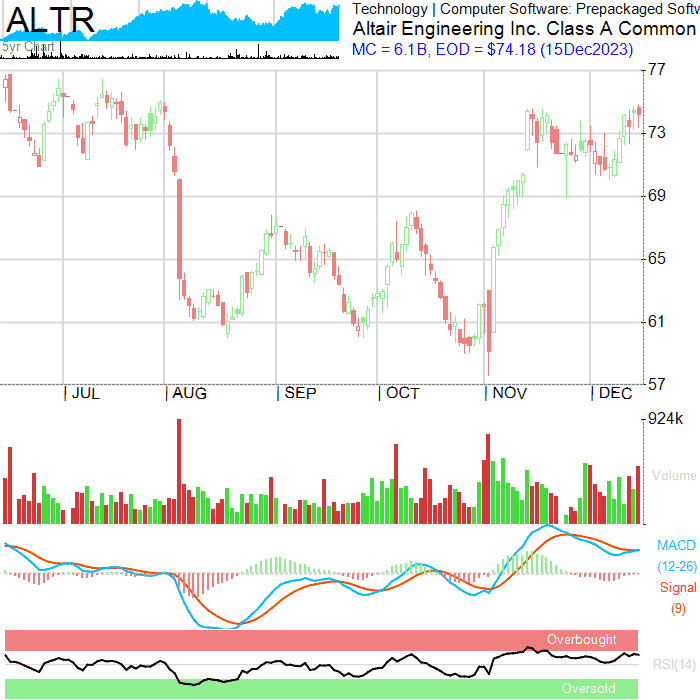 ALTR
5yr Chart
Technology | Computer Software: Prepackaged Softw
Altair Engineering Inc. Class A Common
MC = 6.1B, EOD = $74.18 (15Dec2023)
77
73
69
65
61
57
JUL
AUG
SEP
OCT
NOV
DEC
924k
Volume
MACD
(12-26)
Signal
(9)
Overbought
RSI(14)
Oversold